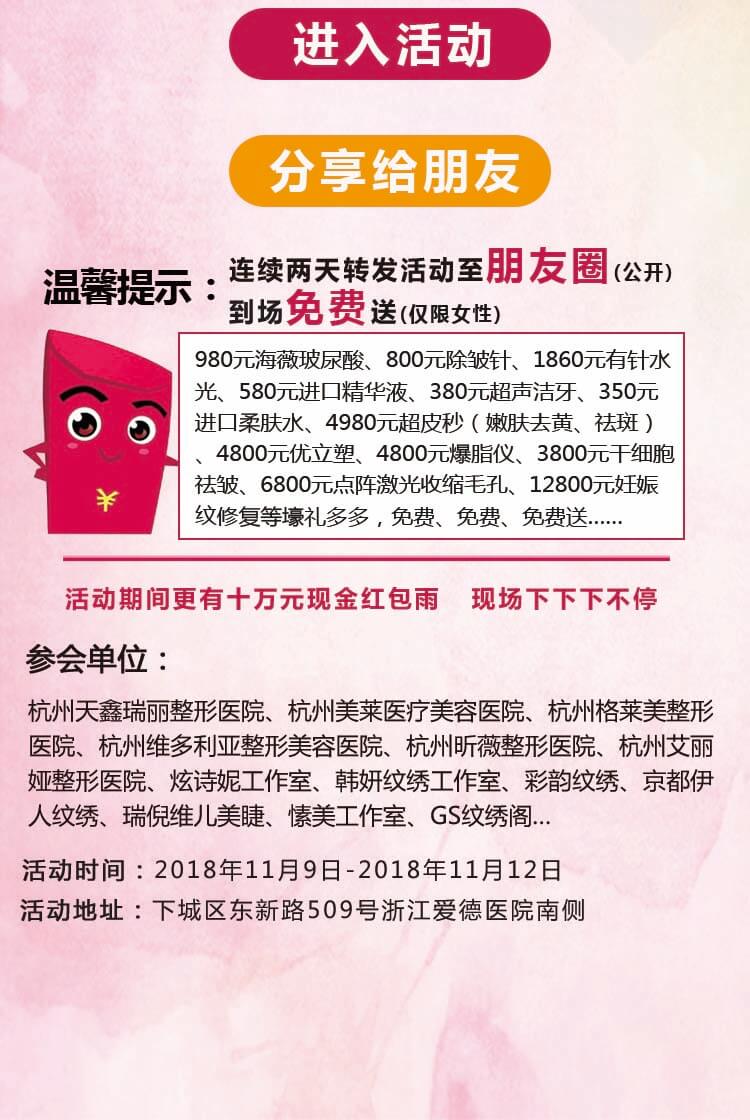 进入活动
分享给朋友
温馨提示：
连续两天转发活动至朋友圈(公开)
到场免费送(仅限女性)
980元海薇玻尿酸、800元除皱针、1860元有针水
光、580元进口精华液、380元超声洁牙、350元
进口柔肤水、4980元超皮秒（嫩肤去黄、祛斑）
、4800元优立塑、4800元爆脂仪、3800元干细胞
祛皱、6800元点阵激光收缩毛孔、12800元妊娠
纹修复等壕礼多多，免费、免费、免费送……
¥
活动期间更有十万元现金红包雨 现场下下下不停
参会单位：
杭州天鑫瑞丽整形医院、杭州美莱医疗美容医院、杭州格莱美整形
医院、杭州维多利亚整形美容医院、杭州昕薇整形医院、杭州艾丽
娅整形医院、炫诗妮工作室、韩妍纹绣工作室、彩韵纹绣、京都伊
人纹绣、瑞倪维儿美睫、愫美工作室、GS纹绣阁...
活动时间：2018年11月9日-2018年11月12日
活动地址：下城区东新路509号浙江爱德医院南侧